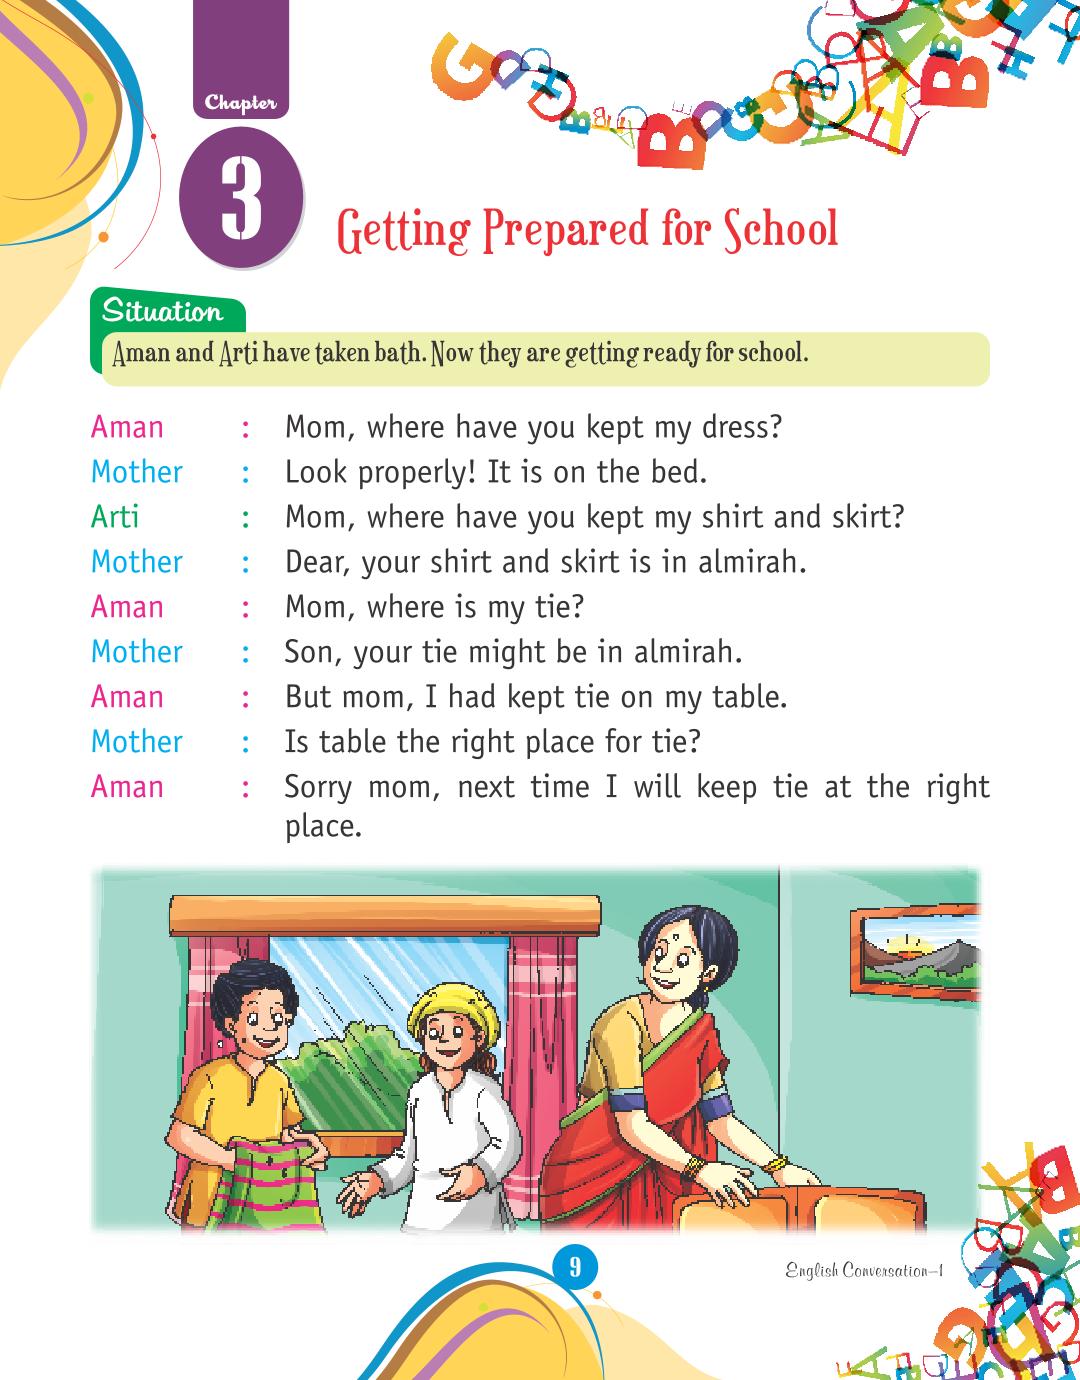 Chapter
3
Getting Prepared for School
Situation
Aman and Arti have taken bath. Now they are getting ready for school.
Aman : Mom, where have you kept my dress?
Mother : Look properly! It is on the bed.
Arti : Mom, where have you kept my shirt and skirt?
Mother : Dear, your shirt and skirt is in almirah.
Aman : Mom, where is my tie?
Mother : Son, your tie might be in almirah.
Aman : But mom, I had kept tie on my table.
Mother : Is table the right place for tie?
Aman : Sorry mom, next time I will keep tie at the right
place.
9
English Conversation–1